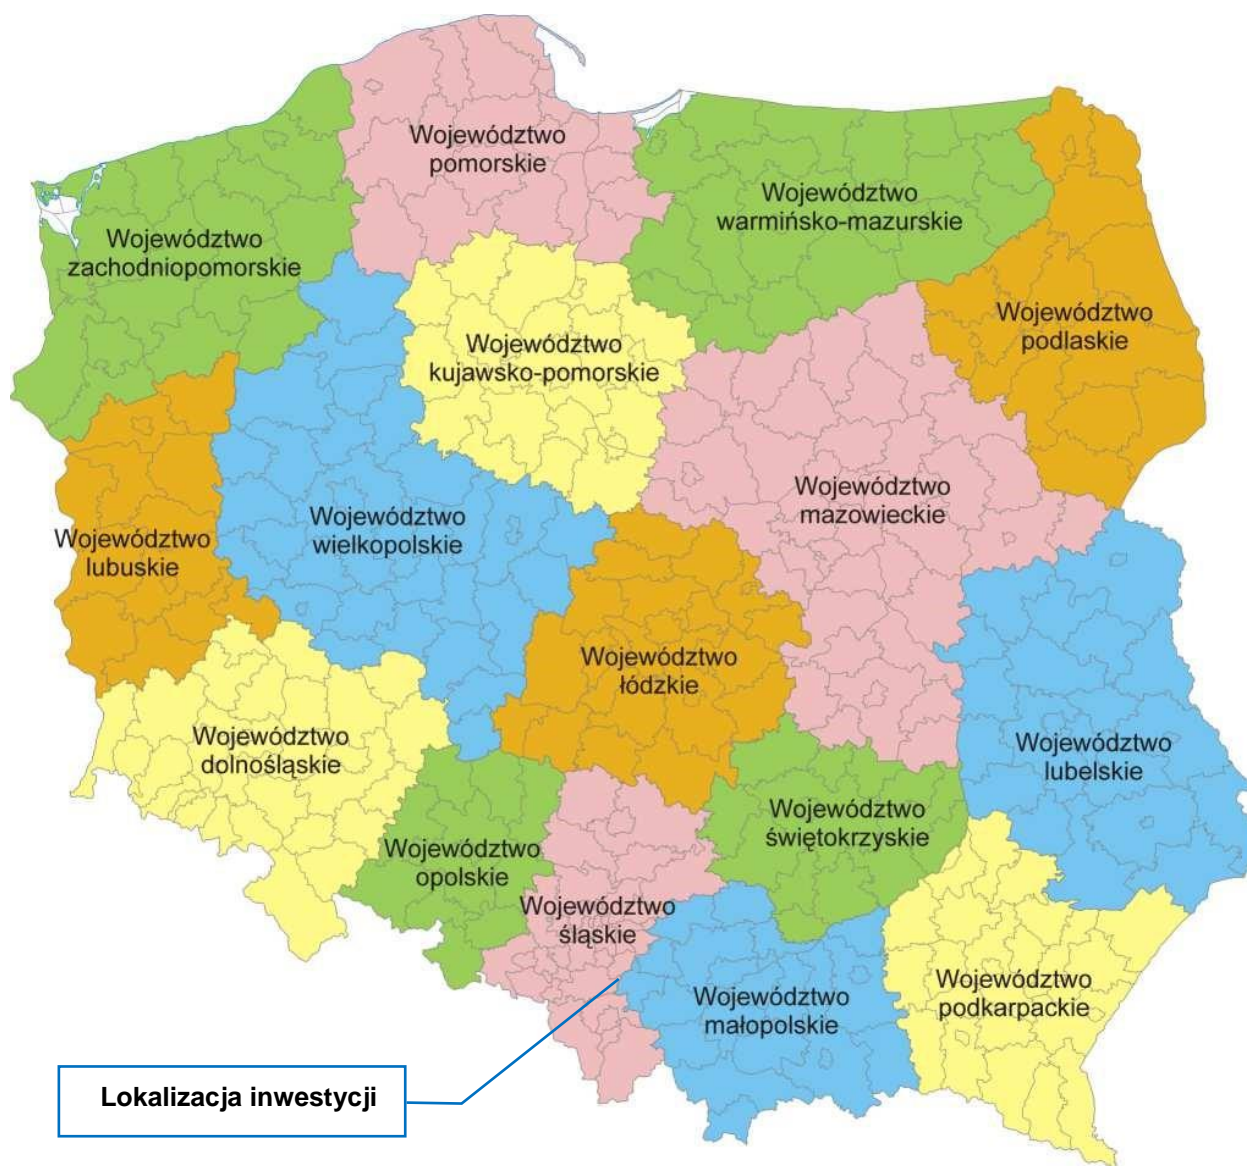 Województwo
pomorskie
Województwo
warmińsko-mazurskie
Województwo
zachodniopomorskie
Województwo
podlaskie
Województwo
kujawsko-pomorskie
Województwo
mazowieckie
Województwo
wielkopolskie
Województwo
lubuskie
Województwo
łódzkie
Województwo
dolnośląskie
Województwo
lubelskie
Województwo
świętokrzyskie
Województwo
opolskie
Województwo
śląskie
Województwo
podkarpackie
Województwo
małopolskie
Lokalizacja inwestycji